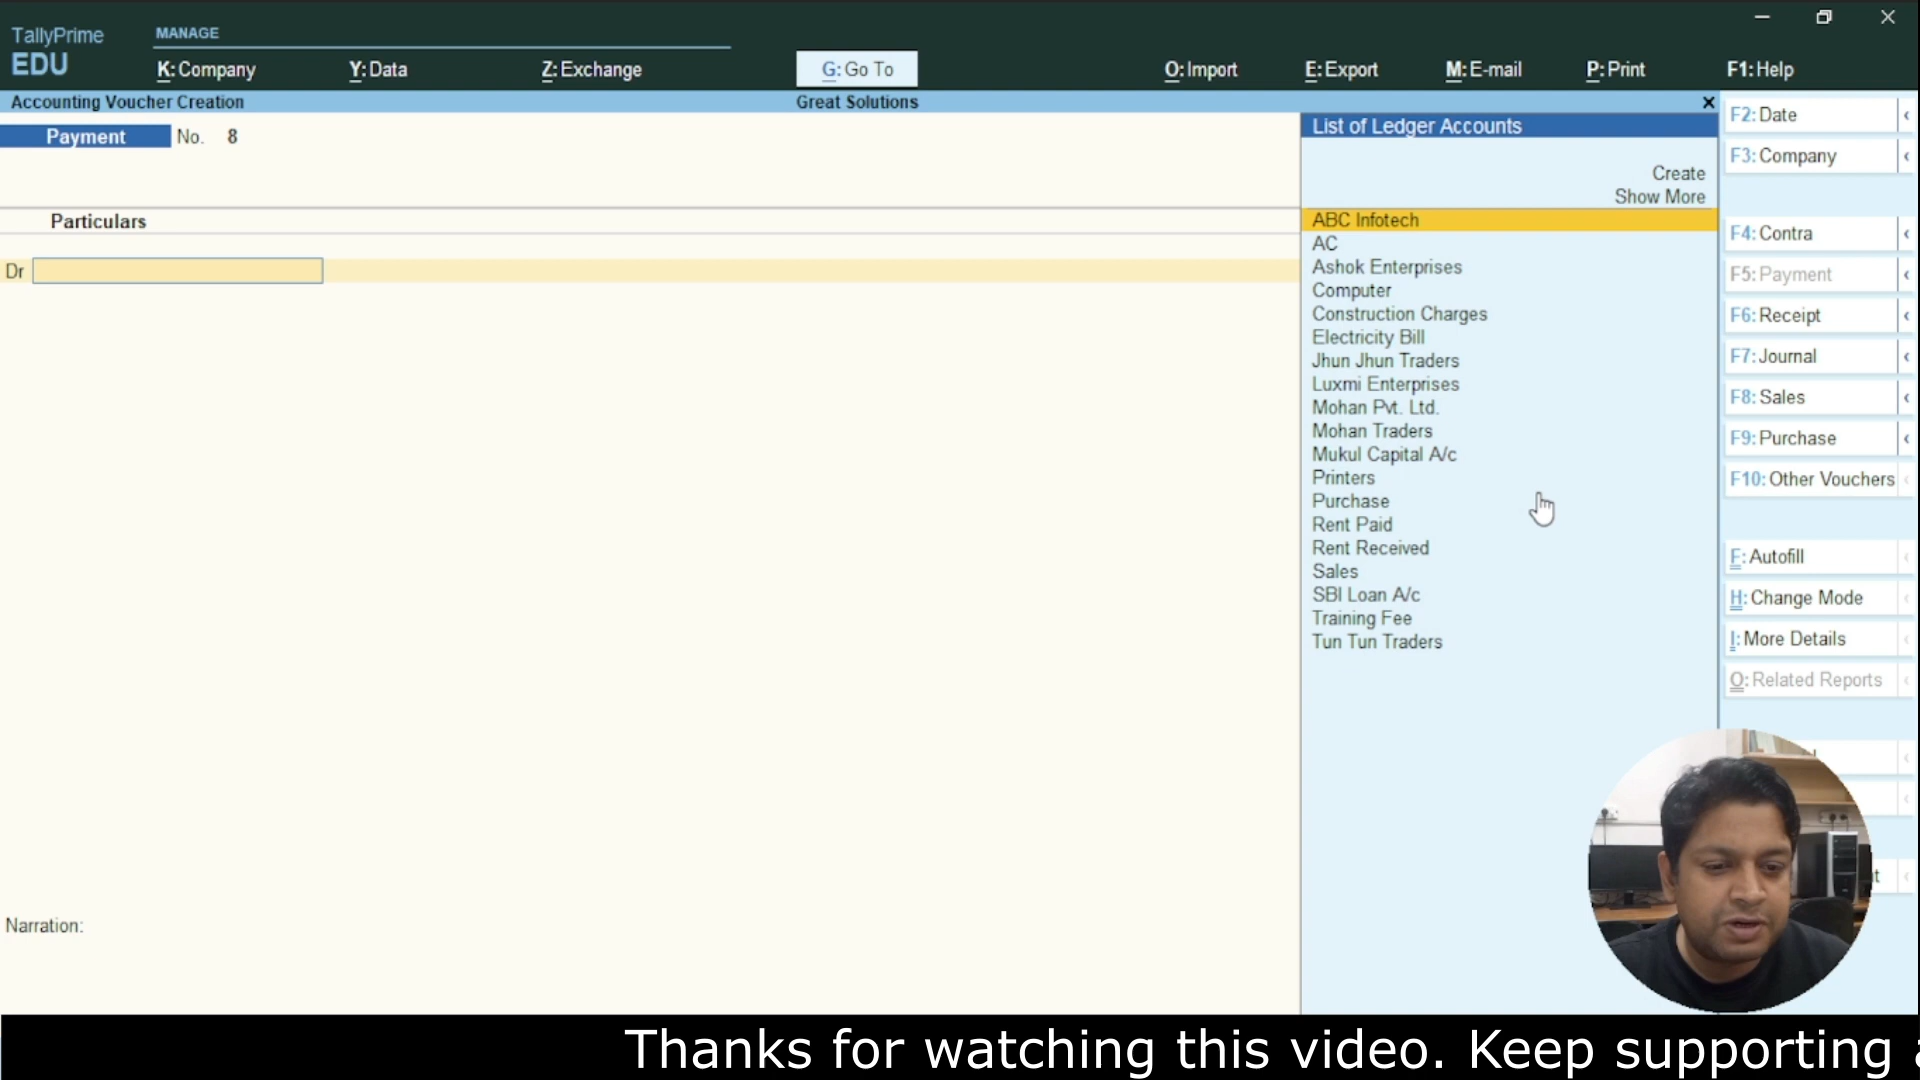 TallyPrime
EDU
MANAGE
K: Company
Y: Data
Z: Exchange
G: Go To
O: Import
E: Export
M: E-mail
P: Print
F1: Help
Accounting Voucher Creation
Great Solutions
Payment No. 8
Particulars
Dr
Narration:
List of Ledger Accounts
Create
Show More
ABC Infotech
AC
Ashok Enterprises
Computer
Construction Charges
Electricity Bill
Jhun Jhun Traders
Luxmi Enterprises
Mohan Pvt. Ltd.
Mohan Traders
Mukul Capital A/c
Printers
Purchase
Rent Paid
Rent Received
Sales
SBI Loan A/c
Training Fee
Tun Tun Traders
F2: Date
F3: Company
F4: Contra
F5: Payment
F6: Receipt
F7: Journal
F8: Sales
F9: Purchase
F10: Other Vouchers
F: Autofill
H: Change Mode
I: More Details
O: Related Reports
Thanks for watching this video. Keep supporting